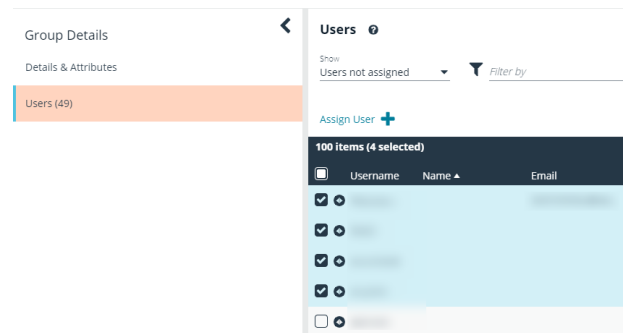 Group Details
Details & Attributes
Users (49)
Users
Show
Users not assigned
Filter by
Assign User
100 items (4 selected)
Username Name Email